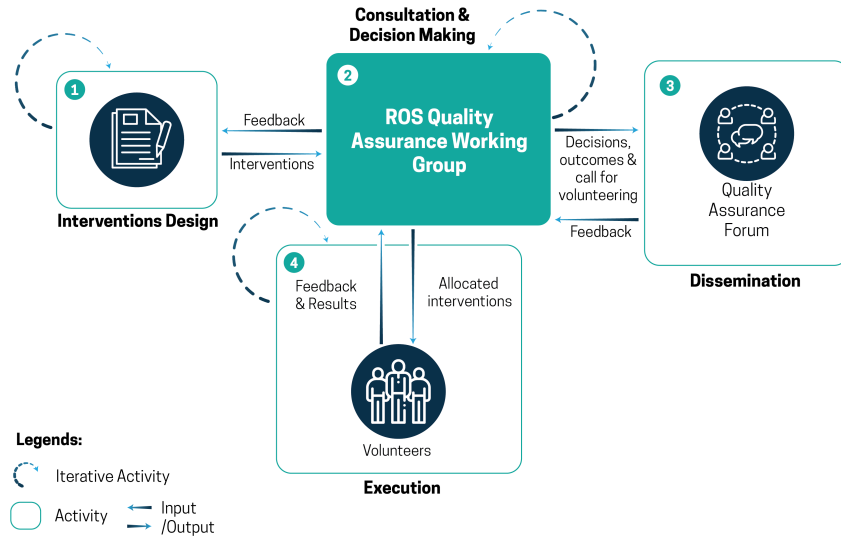 Consultation &
Decision Making
1
2
ROS Quality
Assurance Working
Group
3
Feedback
Interventions
Decisions,
outcomes &
call for
volunteering
Feedback
Quality
Assurance
Forum
Interventions Design
Dissemination
4
Feedback
& Results
Allocated
interventions
Volunteers
Execution
Legends:
Iterative Activity
Activity
Input
/Output